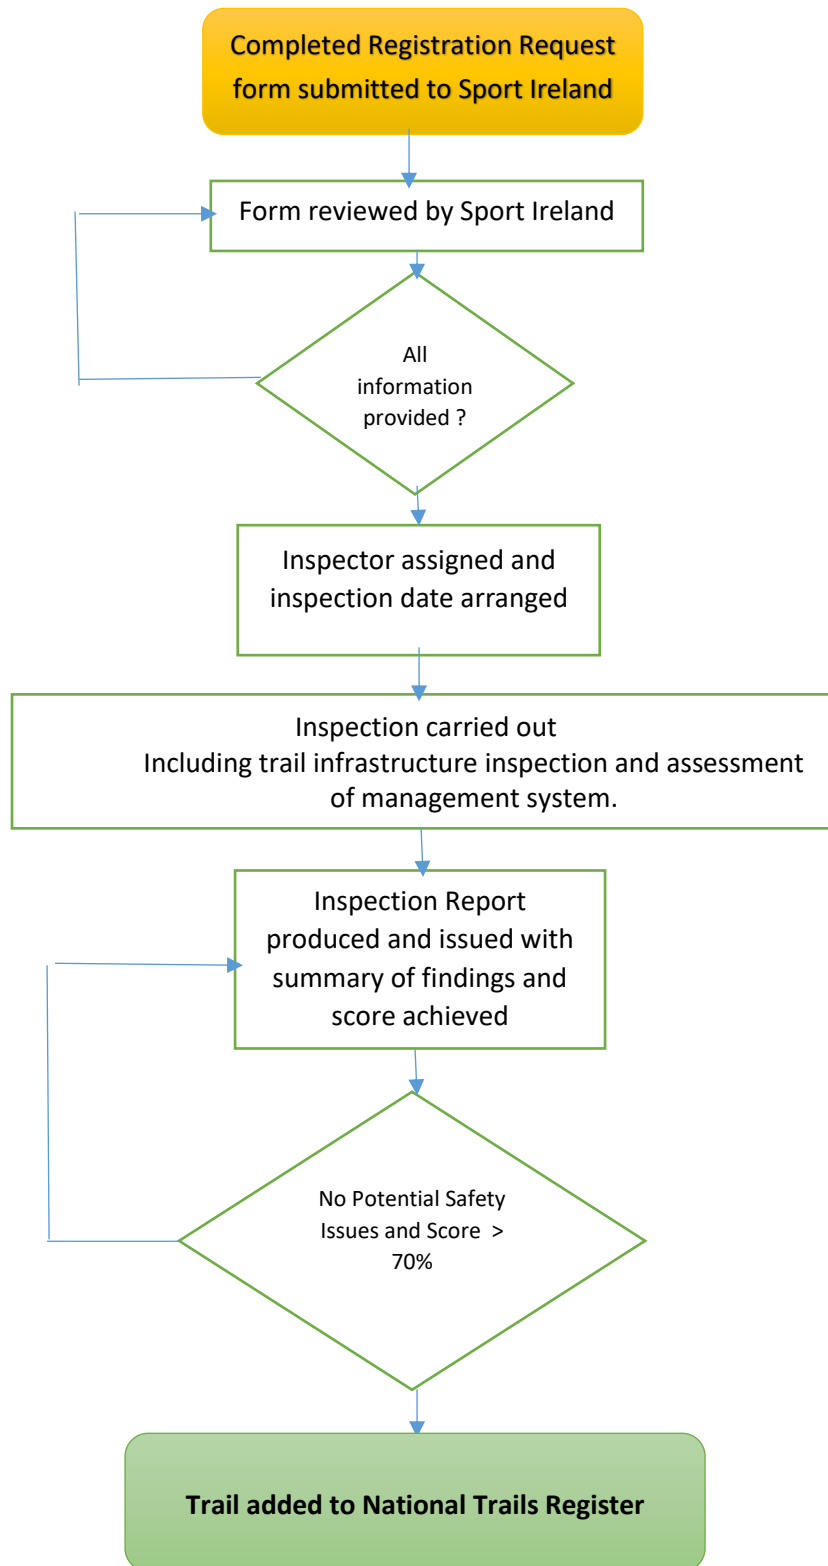 Completed Registration Request
form submitted to Sport Ireland
Form reviewed by Sport Ireland
All
information
provided ?
Inspector assigned and
inspection date arranged
Inspection carried out
Including trail infrastructure inspection and assessment
of management system.
Inspection Report
produced and issued with
summary of findings and
score achieved
No Potential Safety
Issues and Score >
70%
Trail added to National Trails Register